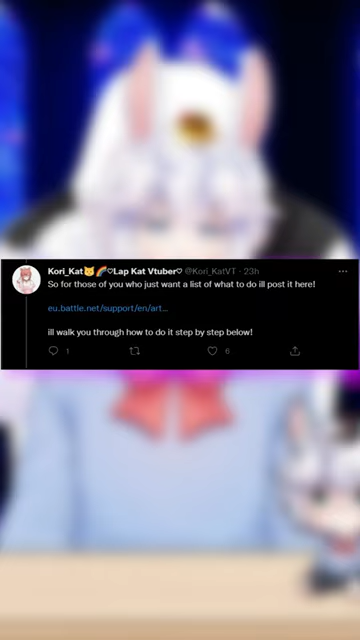 Kori_Kat😺🌈♡Lap Kat Vtuber♡ @Kori_KatVT · 23h
So for those of you who just want a list of what to do ill post it here!
eu.battle.net/support/en/art...
ill walk you through how to do it step by step below!
1 6